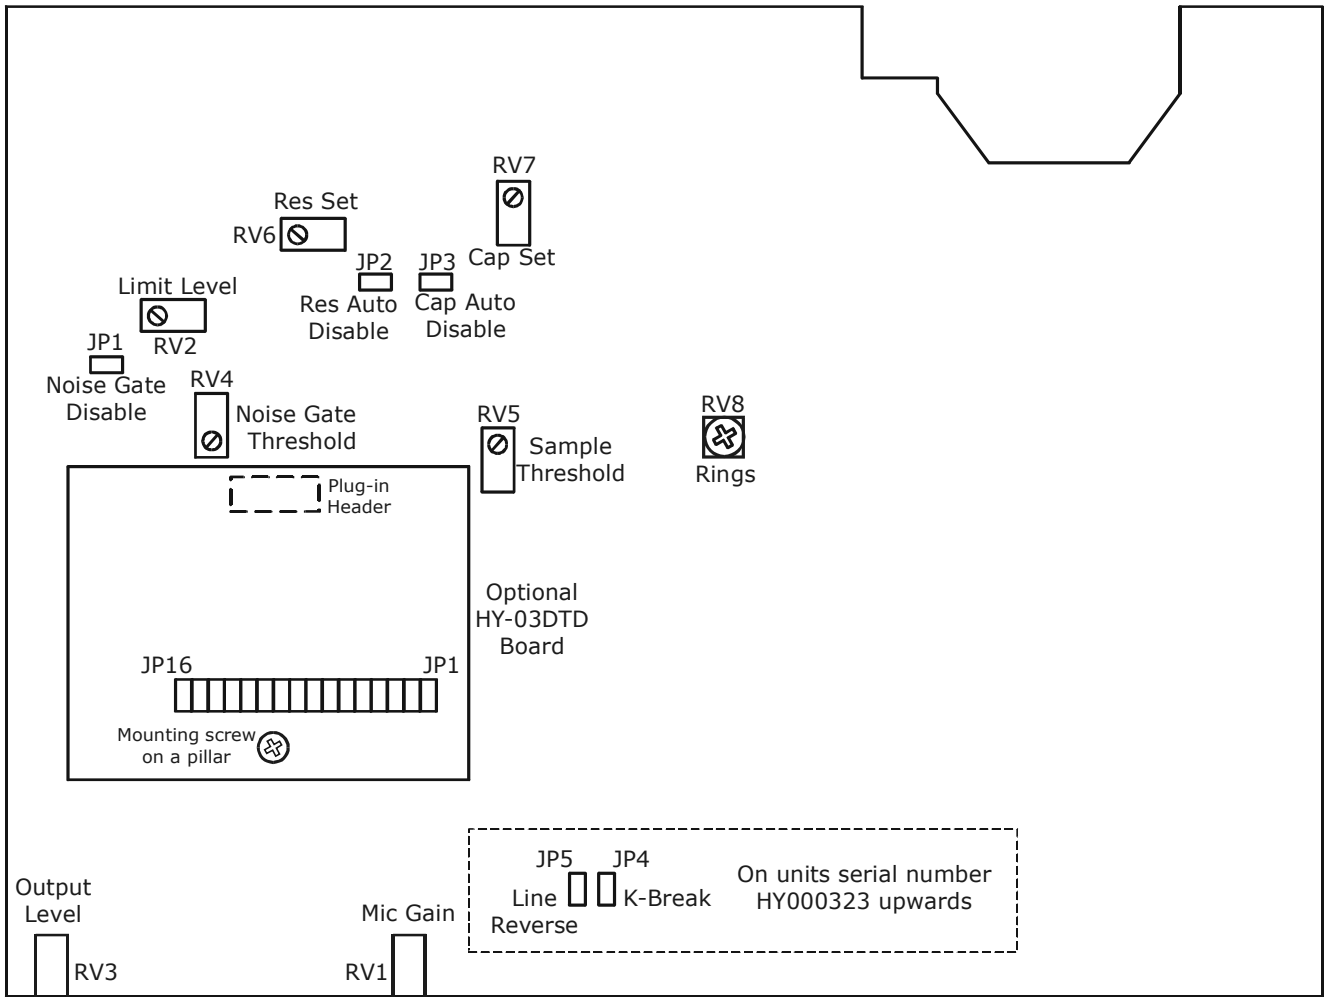 RV7
Res Set
RV6
Cap Set
JP2
JP3
Res Auto
Disable
Cap Auto
Disable
Limit Level
RV2
JP1
Noise Gate
Disable
RV4
Noise Gate
Threshold
RV5
Sample
Threshold
RV8
Rings
Plug-in
Header
Optional
HY-03DTD
Board
JP16
JP1
Mounting screw
on a pillar
JP5
JP4
Line
Reverse
K-Break
On units serial number
HY000323 upwards
Output
Level
RV3
Mic Gain
RV1